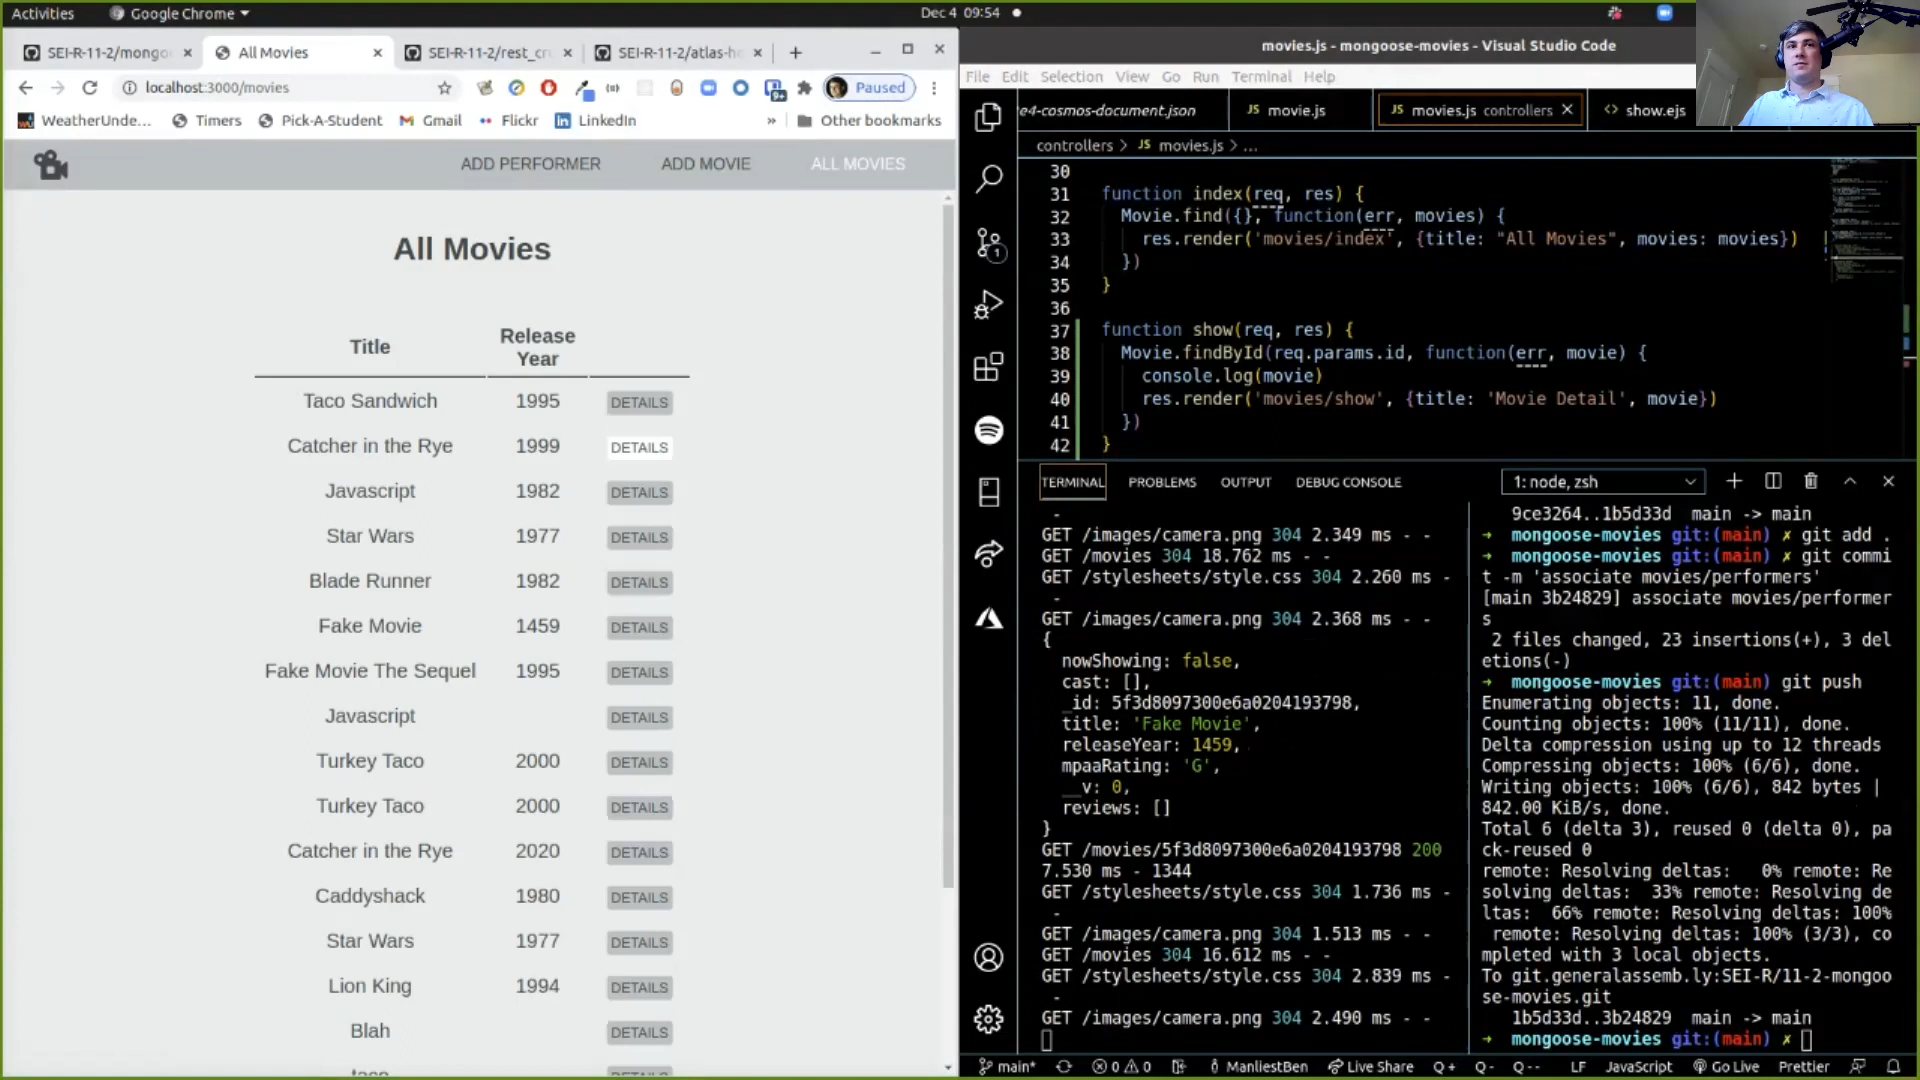 Activities
Google Chrome
Dec 4 09:54
SEI-R-11-2/mongo
All Movies
SEI-R-11-2/rest_cr
SEI-R-11-2/atlas-h
localhost:3000/movies
9+
Paused
WeatherUnde...
Timers
Pick-A-Student
Gmail
Flickr
LinkedIn
»
Other bookmarks
ADD PERFORMER
ADD MOVIE
ALL MOVIES
All Movies
Title
Release
Year
Taco Sandwich 1995 DETAILS
Catcher in the Rye 1999 DETAILS
Javascript 1982 DETAILS
Star Wars 1977 DETAILS
Blade Runner 1982 DETAILS
Fake Movie 1459 DETAILS
Fake Movie The Sequel 1995 DETAILS
Javascript DETAILS
Turkey Taco 2000 DETAILS
Turkey Taco 2000 DETAILS
Catcher in the Rye 2020 DETAILS
Caddyshack 1980 DETAILS
Star Wars 1977 DETAILS
Lion King 1994 DETAILS
Blah DETAILS
movies.js - mongoose-movies - Visual Studio Code
File Edit Selection View Go Run Terminal Help
e4-cosmos-document.json
JS movie.js
JS movies.js controllers
<> show.ejs
controllers > JS movies.js > ...
30
31 function index(req, res) {
32 Movie.find({}, function(err, movies) {
33 res.render('movies/index', {title: "All Movies", movies: movies})
34 })
35 }
36
37 function show(req, res) {
38 Movie.findById(req.params.id, function(err, movie) {
39 console.log(movie)
40 res.render('movies/show', {title: 'Movie Detail', movie})
41 })
42 }
1
TERMINAL PROBLEMS OUTPUT DEBUG CONSOLE
1: node, zsh
-
GET /images/camera.png 304 2.349 ms - -
GET /movies 304 18.762 ms - -
GET /stylesheets/style.css 304 2.260 ms -
-
GET /images/camera.png 304 2.368 ms - -
{
nowShowing: false,
cast: [],
_id: 5f3d8097300e6a0204193798,
title: 'Fake Movie',
releaseYear: 1459,
mpaaRating: 'G',
__v: 0,
reviews: []
}
GET /movies/5f3d8097300e6a0204193798 200
7.530 ms - 1344
GET /stylesheets/style.css 304 1.736 ms -
-
GET /images/camera.png 304 1.513 ms - -
GET /movies 304 16.612 ms - -
GET /stylesheets/style.css 304 2.839 ms -
-
GET /images/camera.png 304 2.490 ms - -
9ce3264..1b5d33d main -> main
→ mongoose-movies git:(main) ✗ git add .
→ mongoose-movies git:(main) ✗ git commi
t -m 'associate movies/performers'
[main 3b24829] associate movies/performer
s
2 files changed, 23 insertions(+), 3 del
etions(-)
→ mongoose-movies git:(main) git push
Enumerating objects: 11, done.
Counting objects: 100% (11/11), done.
Delta compression using up to 12 threads
Compressing objects: 100% (6/6), done.
Writing objects: 100% (6/6), 842 bytes |
842.00 KiB/s, done.
Total 6 (delta 3), reused 0 (delta 0), pa
ck-reused 0
remote: Resolving deltas: 0% remote: Re
solving deltas: 33% remote: Resolving de
ltas: 66% remote: Resolving deltas: 100%
remote: Resolving deltas: 100% (3/3), co
mpleted with 3 local objects.
To git.generalassemb.ly:SEI-R/11-2-mongoo
se-movies.git
1b5d33d..3b24829 main -> main
→ mongoose-movies git:(main) ✗
main* 0 0 ManliestBen Live Share Q+ Q- Q-- LF JavaScript Go Live Prettier